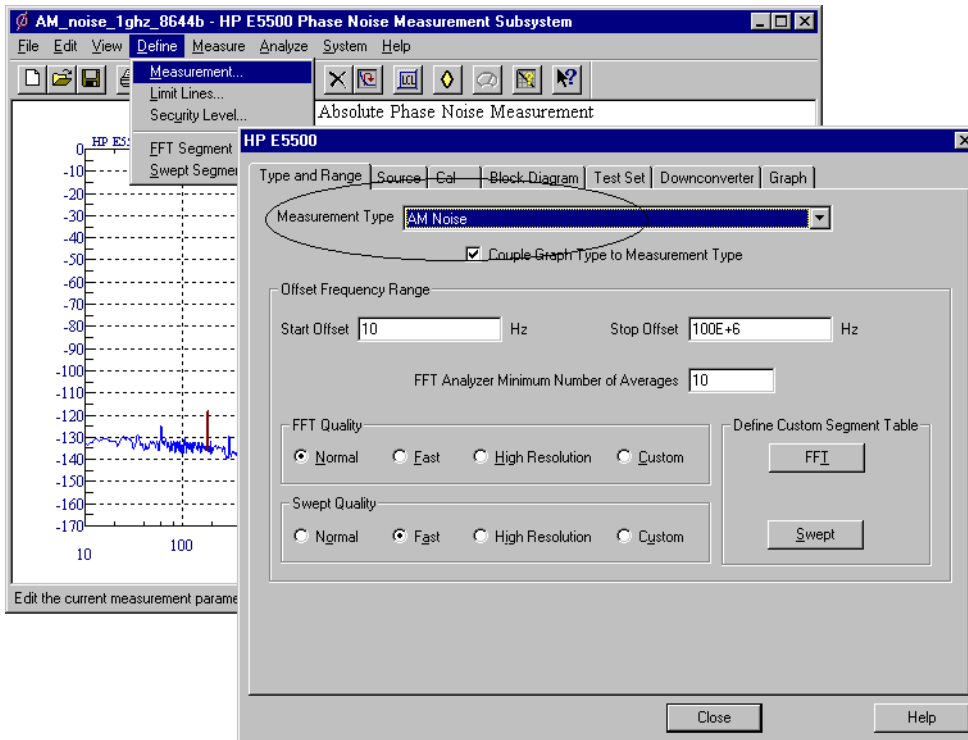 AM_noise_1ghz_8644b - HP E5500 Phase Noise Measurement Subsystem
File Edit View Define Measure Analyze System Help
Measurement...
Limit Lines...
Security Level...
FFT Segment
LCL
Absolute Phase Noise Measurement
HP E5500
Type and Range Source Cal Block Diagram Test Set Downconverter Graph
Measurement Type AM Noise
Couple Graph Type to Measurement Type
Offset Frequency Range
Start Offset 10 Hz Stop Offset 100E+6 Hz
FFT Analyzer Minimum Number of Averages 10
FFT Quality
Normal Fast High Resolution Custom
Define Custom Segment Table
FFT
Swept Quality
Normal Fast High Resolution Custom
Swept
Close Help
0
-10
-20
-30
-40
-50
-60
-70
-80
-90
-100
-110
-120
-130
-140
-150
-160
-170
10 100
Edit the current measurement